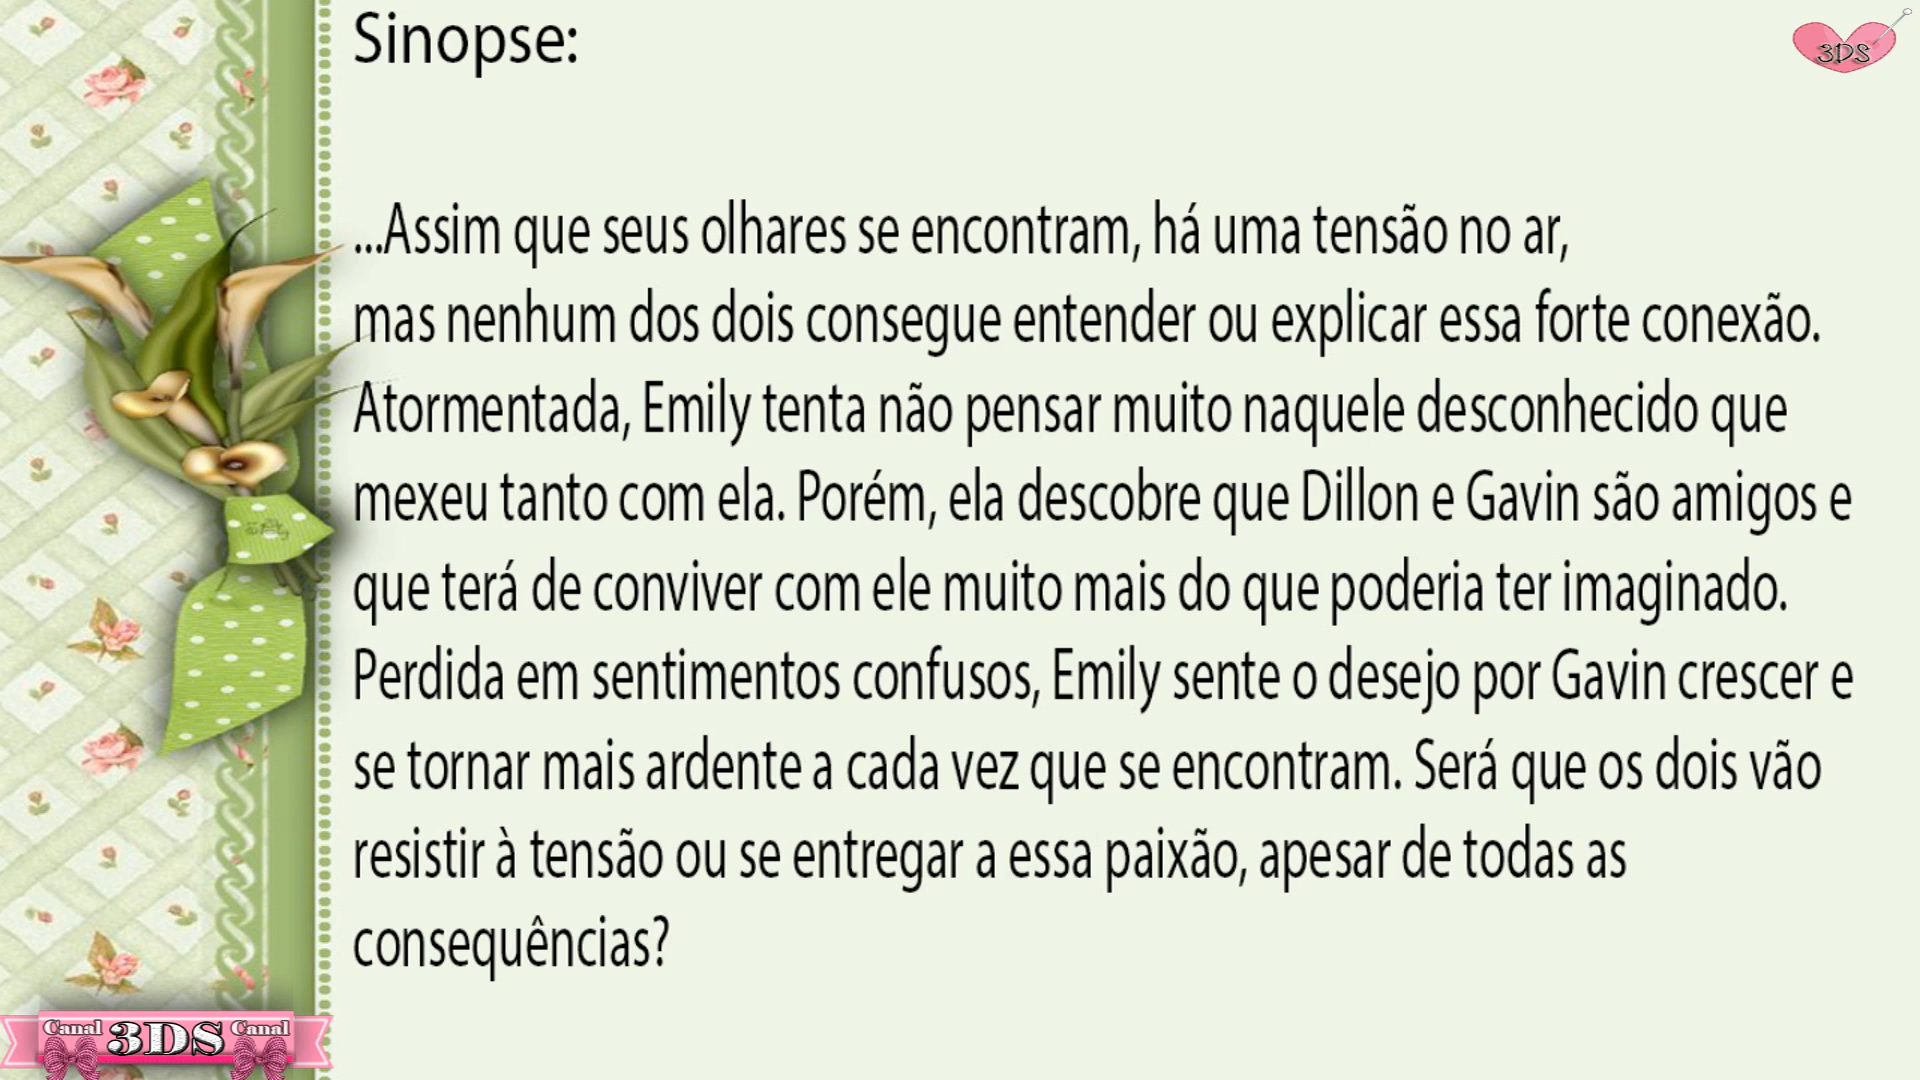 Sinopse:
3DS
...Assim que seus olhares se encontram, há uma tensão no ar,
mas nenhum dos dois consegue entender ou explicar essa forte conexão.
Atormentada, Emily tenta não pensar muito naquele desconhecido que
mexeu tanto com ela. Porém, ela descobre que Dillon e Gavin são amigos e
que terá de conviver com ele muito mais do que poderia ter imaginado.
Perdida em sentimentos confusos, Emily sente o desejo por Gavin crescer e
se tornar mais ardente a cada vez que se encontram. Será que os dois vão
resistir à tensão ou se entregar a essa paixão, apesar de todas as
consequências?
Canal 3DS Canal